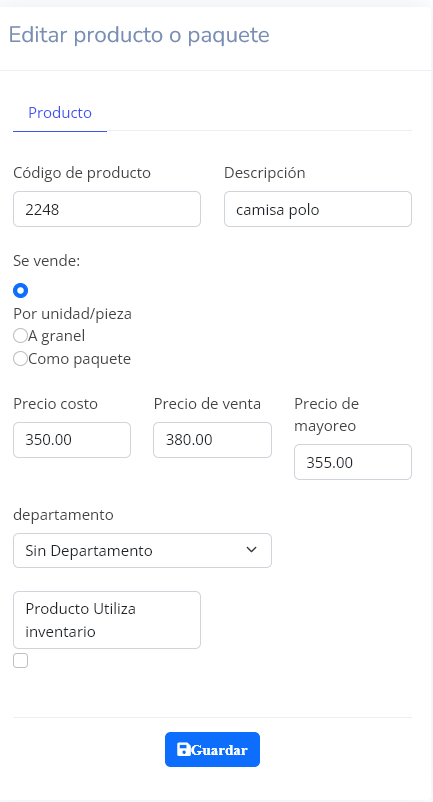 Editar producto o paquete
Producto
Código de producto
Descripción
2248
camisa polo
Se vende:
Por unidad/pieza
A granel
Como paquete
Precio costo
Precio de venta
Precio de
mayoreo
350.00
380.00
355.00
departamento
Sin Departamento
Producto Utiliza
inventario
Guardar